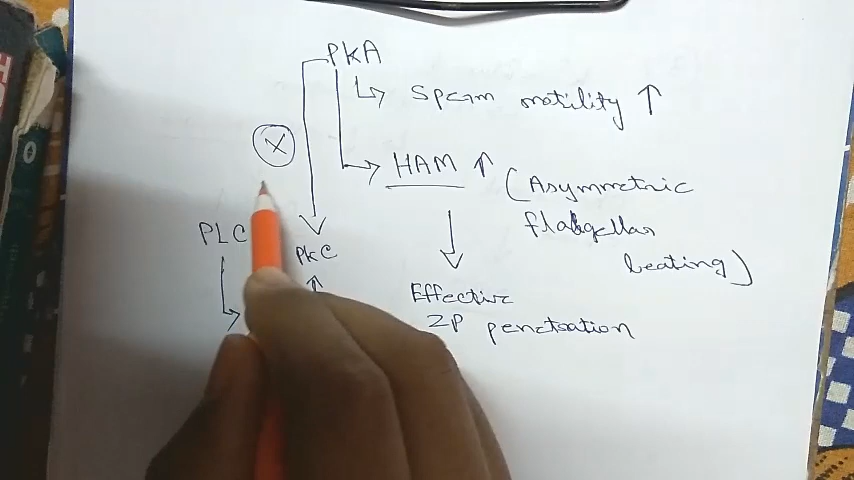 PKA
↳ Sperm motility ↑
X
→ HAM ↑ (Asymmetric
flagellar
beating)
PLC
PKC
↑
Effective
ZP penetration